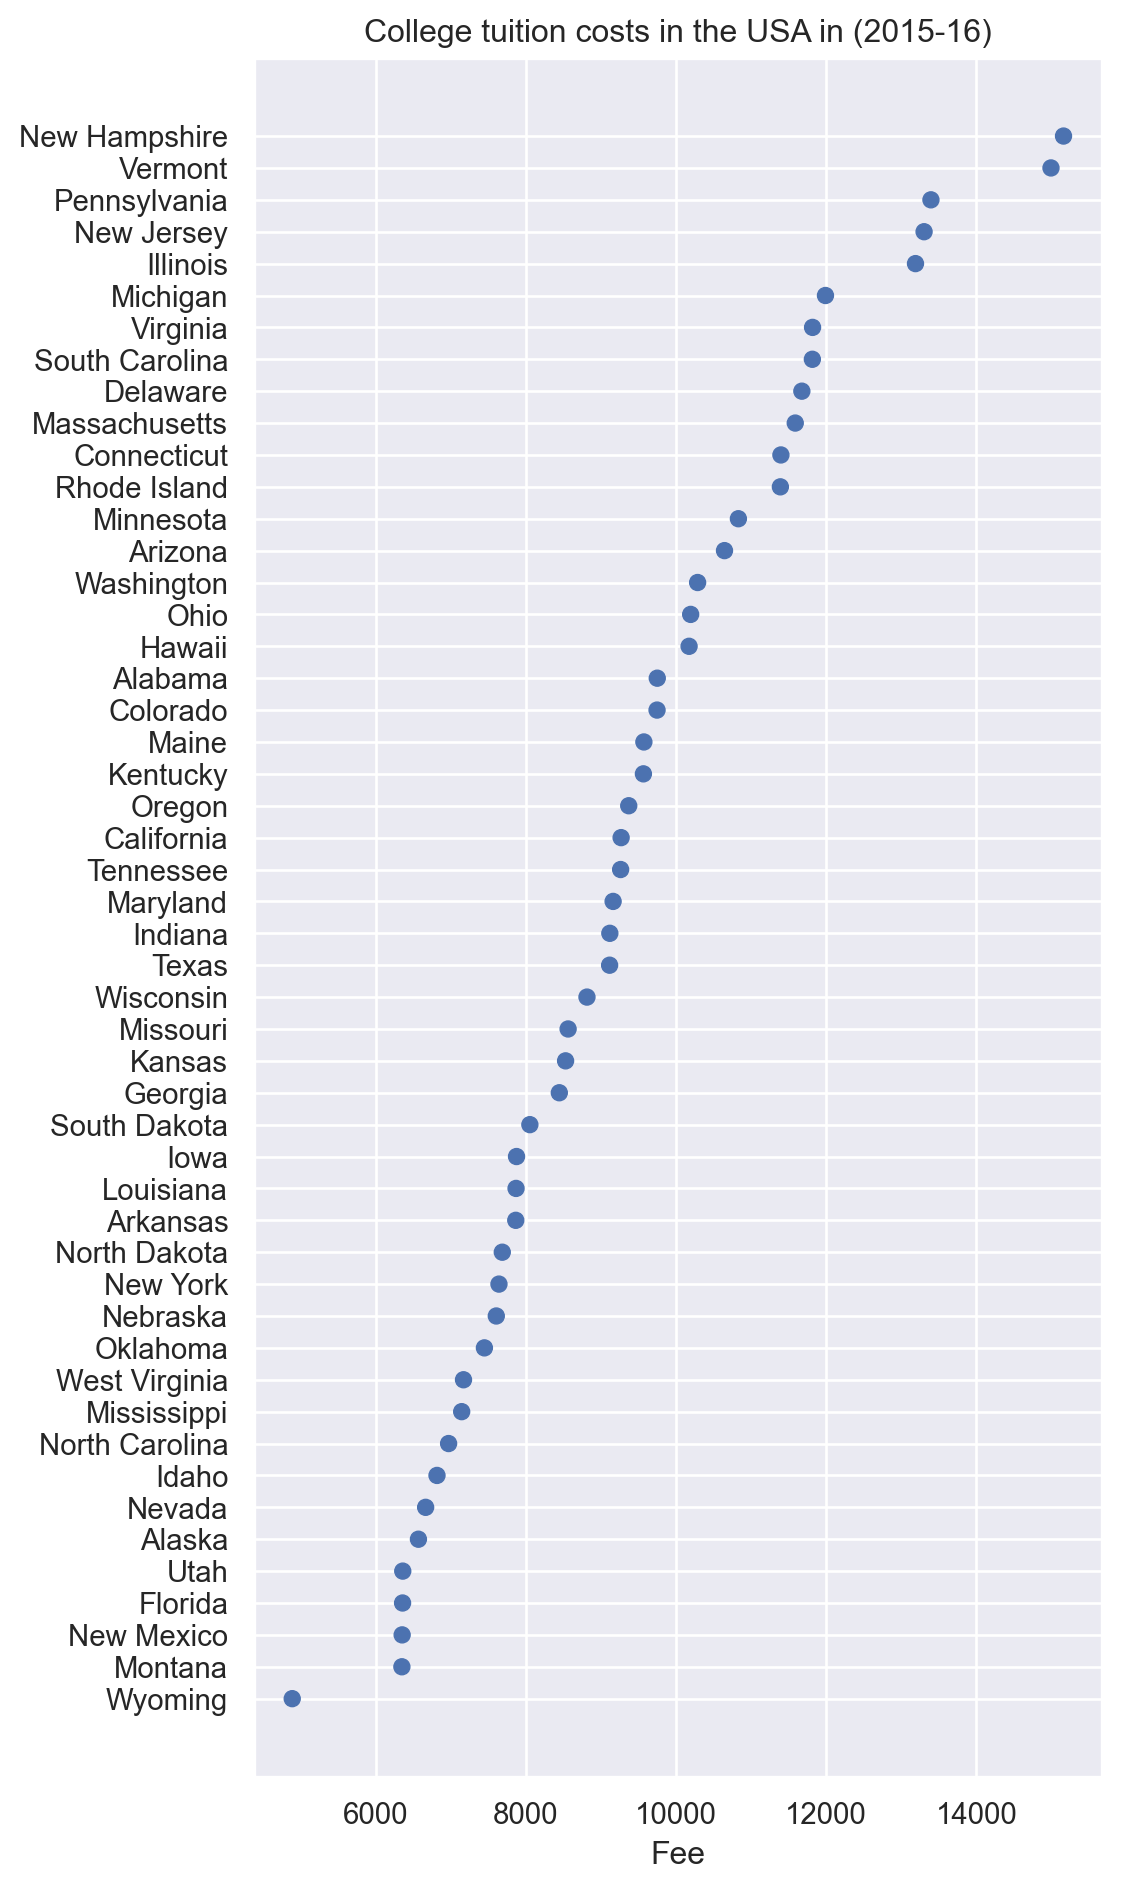 College tuition costs in the USA in (2015-16)
New Hampshire
Vermont
Pennsylvania
New Jersey
Illinois
Michigan
Virginia
South Carolina
Delaware
Massachusetts
Connecticut
Rhode Island
Minnesota
Arizona
Washington
Ohio
Hawaii
Alabama
Colorado
Maine
Kentucky
Oregon
California
Tennessee
Maryland
Indiana
Texas
Wisconsin
Missouri
Kansas
Georgia
South Dakota
Iowa
Louisiana
Arkansas
North Dakota
New York
Nebraska
Oklahoma
West Virginia
Mississippi
North Carolina
Idaho
Nevada
Alaska
Utah
Florida
New Mexico
Montana
Wyoming
6000 8000 10000 12000 14000
Fee